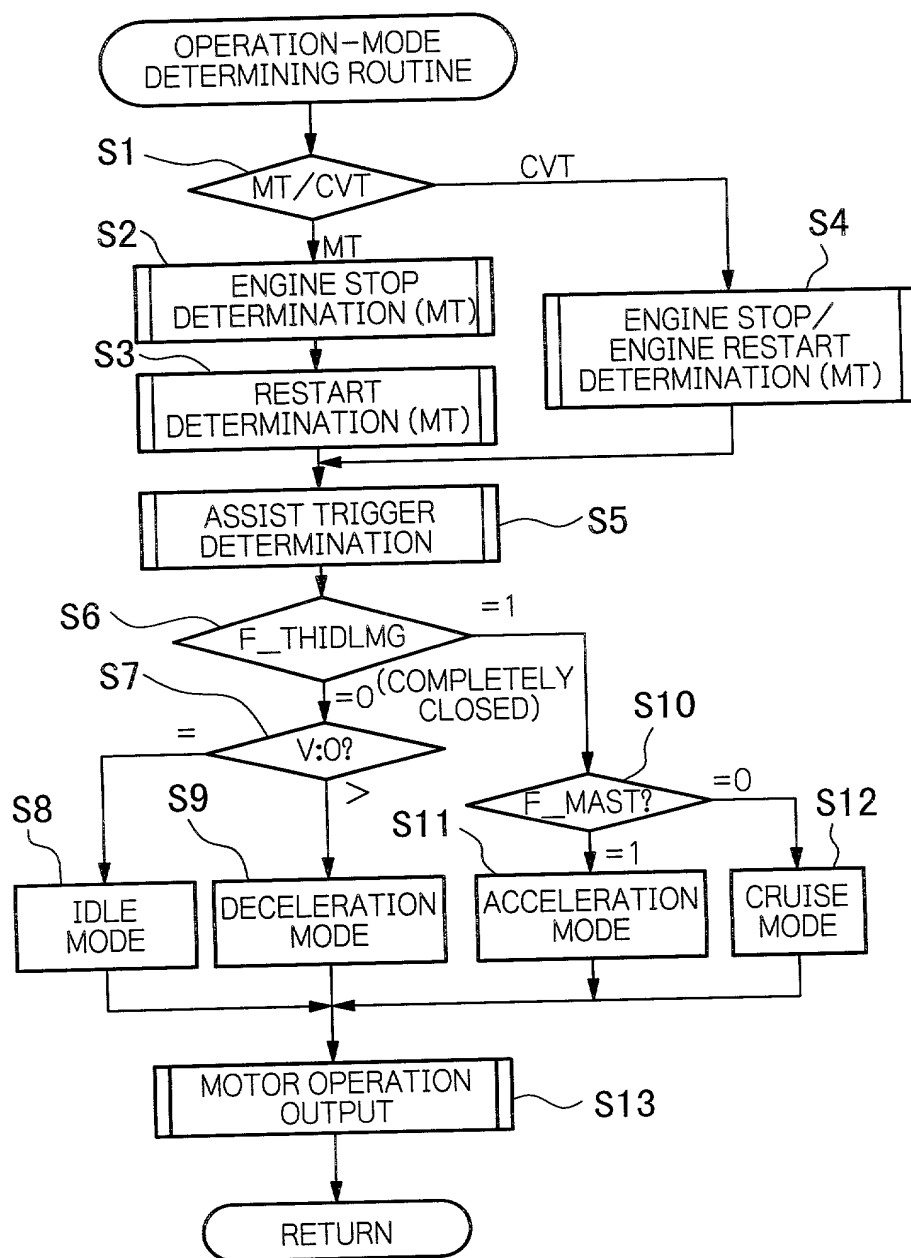 OPERATION-MODE
DETERMINING ROUTINE
S1
MT/CVT
CVT
S2
MT
S4
ENGINE STOP
DETERMINATION (MT)
ENGINE STOP/
ENGINE RESTART
DETERMINATION (MT)
S3
RESTART
DETERMINATION (MT)
ASSIST TRIGGER
DETERMINATION
S5
S6
=1
F_THIDLMG
S7
=0 (COMPLETELY
CLOSED)
S10
=
V:0?
>
F_MAST?
=0
S8
S9
S11
=1
S12
IDLE
MODE
DECELERATION
MODE
ACCELERATION
MODE
CRUISE
MODE
MOTOR OPERATION
OUTPUT
S13
RETURN